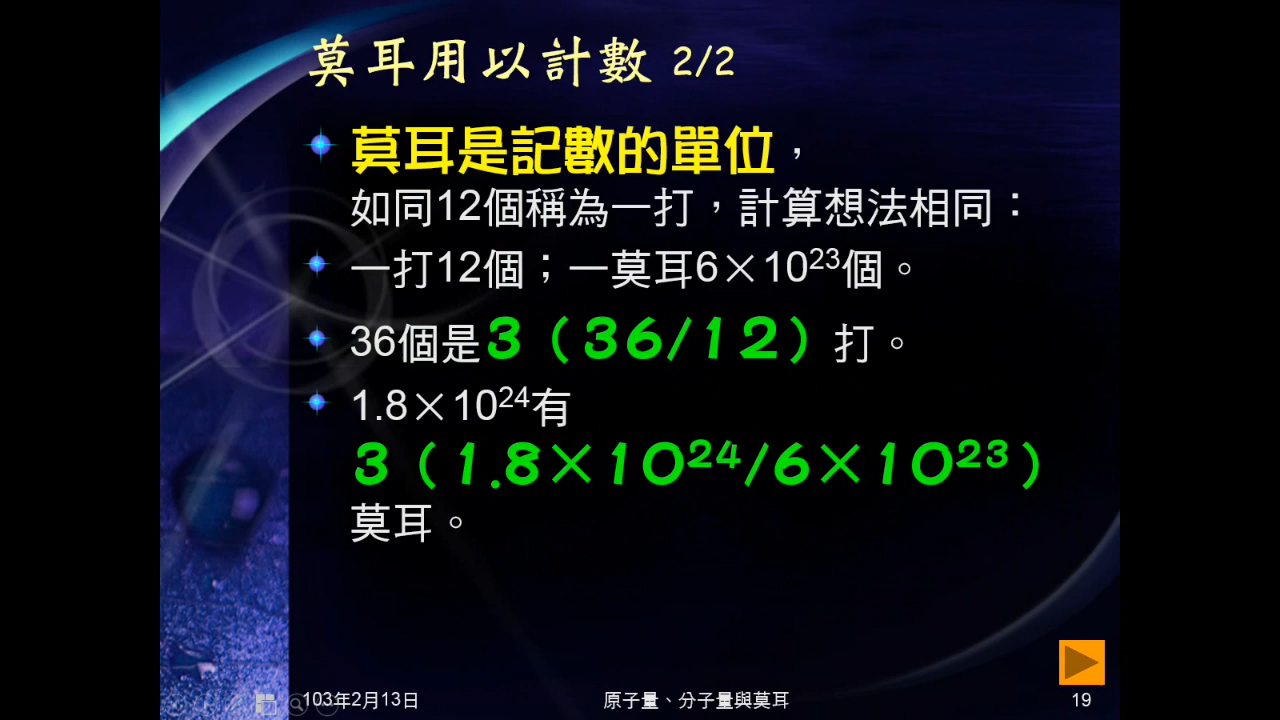 莫耳用以計數 2/2
莫耳是記數的單位，
如同12個稱為一打，計算想法相同：
一打12個；一莫耳6×10²³個。
36個是3（36/12）打。
1.8×10²⁴有
3（1.8×10²⁴/6×10²³）
莫耳。
103年2月13日 原子量、分子量與莫耳 19